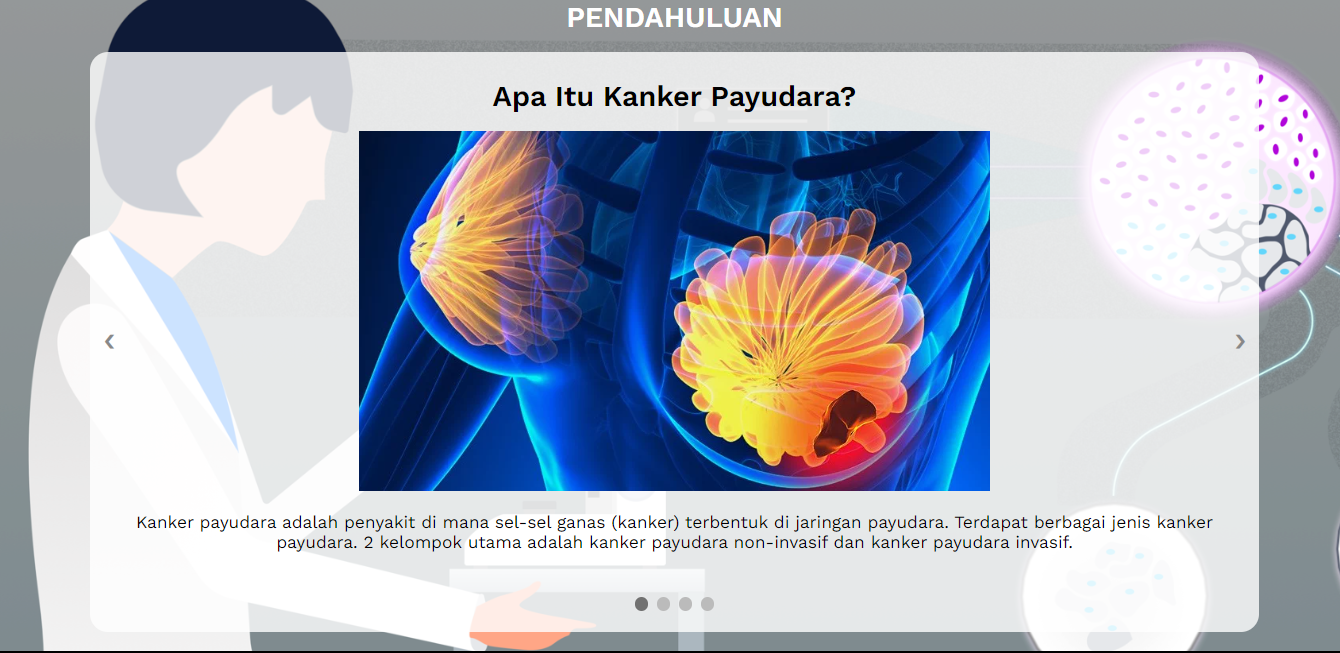 PENDAHULUAN
Apa Itu Kanker Payudara?
Kanker payudara adalah penyakit di mana sel-sel ganas (kanker) terbentuk di jaringan payudara. Terdapat berbagai jenis kanker
payudara. 2 kelompok utama adalah kanker payudara non-invasif dan kanker payudara invasif.